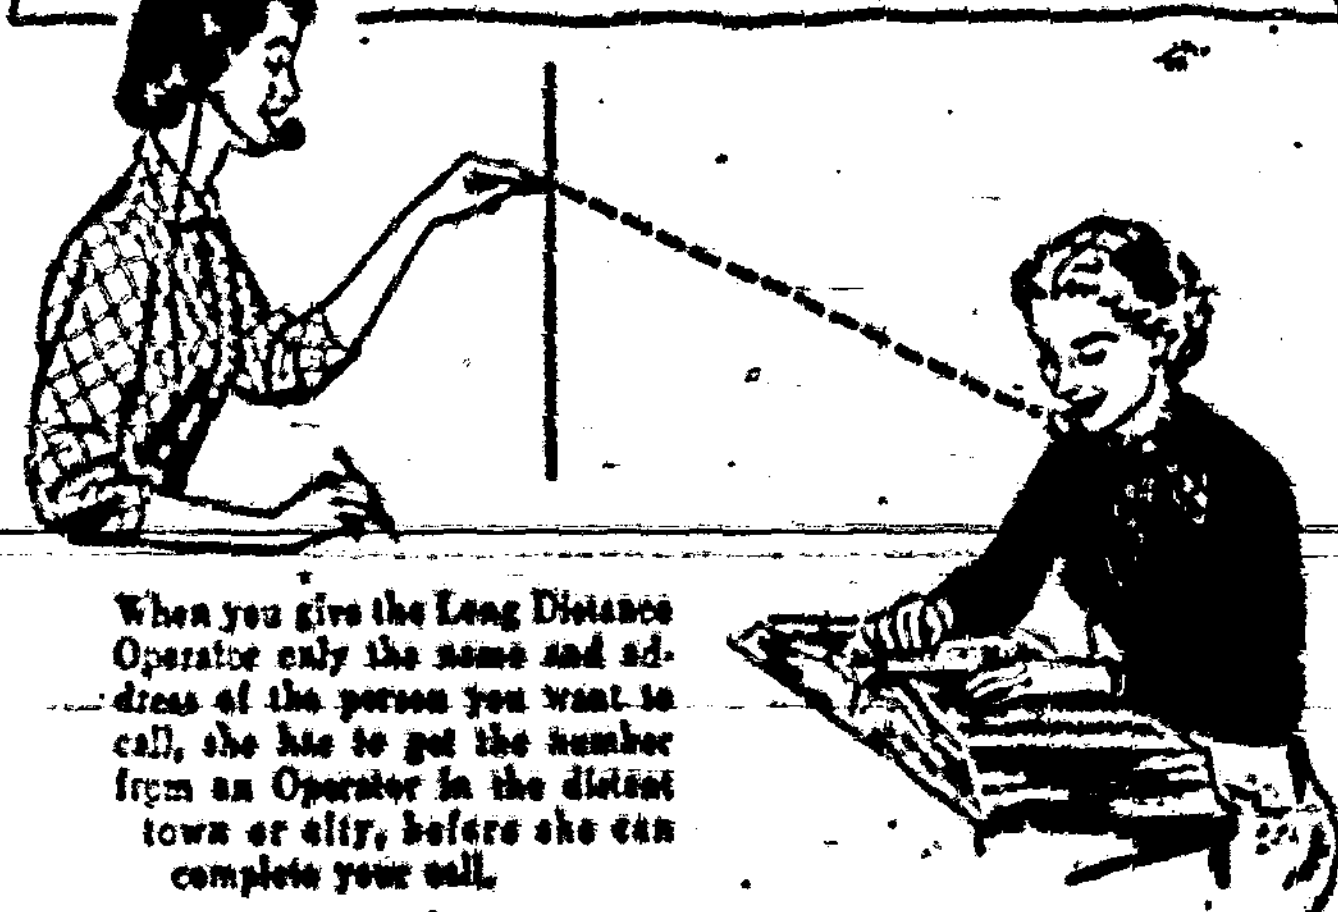 When you give the Long Distance
Operator only the name and ad-
dress of the person you want to
call, she has to get the number
from an Operator in the distant
town or city, before she can
complete your call.